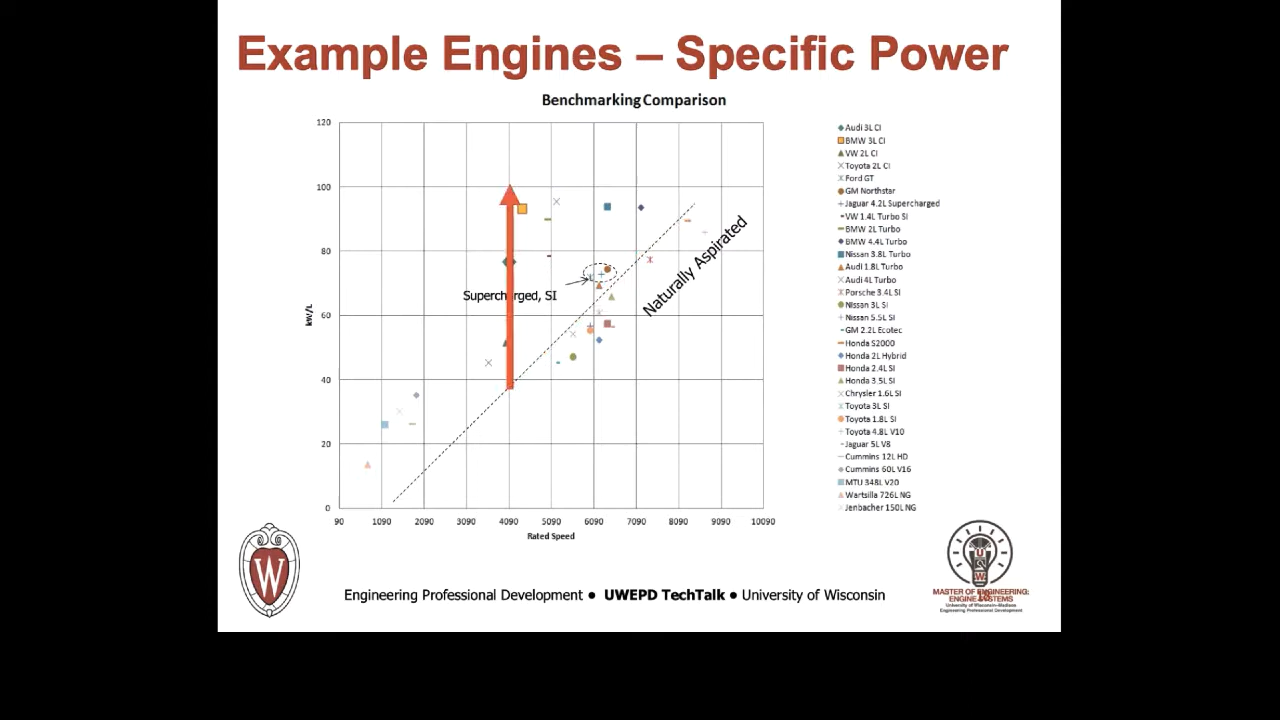 Example Engines – Specific Power
Benchmarking Comparison
120
100
80
60
40
20
0
kW/L
90
1090
2090
3090
4090
5090
6090
7090
8090
9090
10090
Rated Speed
Supercharged, SI
Naturally Aspirated
Audi 3L CI
BMW 3L CI
VW 2L CI
Toyota 2L CI
Ford GT
GM Northstar
Jaguar 4.2L Supercharged
VW 1.4L Turbo SI
BMW 2L Turbo
BMW 4.4L Turbo
Nissan 3.8L Turbo
Audi 1.8L Turbo
Audi 4L Turbo
Porsche 3.4L SI
Nissan 3L SI
Nissan 5.5L SI
GM 2.2L Ecotec
Honda S2000
Honda 2L Hybrid
Honda 2.4L SI
Honda 3.5L SI
Chrysler 1.6L SI
Toyota 3L SI
Toyota 1.8L SI
Toyota 4.8L V10
Jaguar 5L V8
Cummins 12L HD
Cummins 60L V16
MTU 348L V20
Wartsilla 726L NG
Jenbacher 150L NG
W
Engineering Professional Development ● UWEPD TechTalk ● University of Wisconsin
MASTER OF ENGINEERING:
ENGINE SYSTEMS
University of Wisconsin–Madison
Engineering Professional Development
18